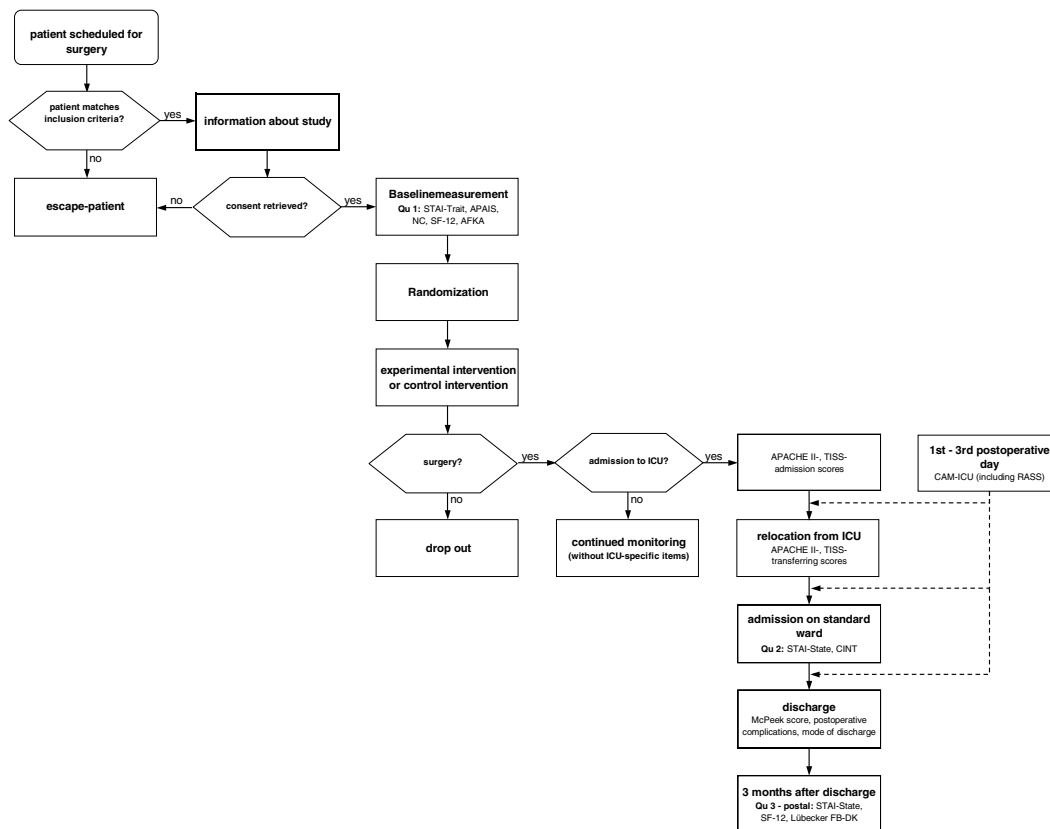 patient scheduled for
surgery
patient matches
inclusion criteria?
yes
information about study
no
escape-patient
no
consent retrieved?
yes
Baselinemeasurement
Qu 1: STAI-Trait, APAIS,
NC, SF-12, AFKA
Randomization
experimental intervention
or control intervention
surgery?
yes
admission to ICU?
yes
APACHE II-, TISS-
admission scores
1st - 3rd postoperative
day
CAM-ICU (including RASS)
no
no
drop out
continued monitoring
(without ICU-specific items)
relocation from ICU
APACHE II-, TISS-
transferring scores
admission on standard
ward
Qu 2: STAI-State, CINT
discharge
McPeek score, postoperative
complications, mode of discharge
3 months after discharge
Qu 3 - postal: STAI-State,
SF-12, Lübecker FB-DK